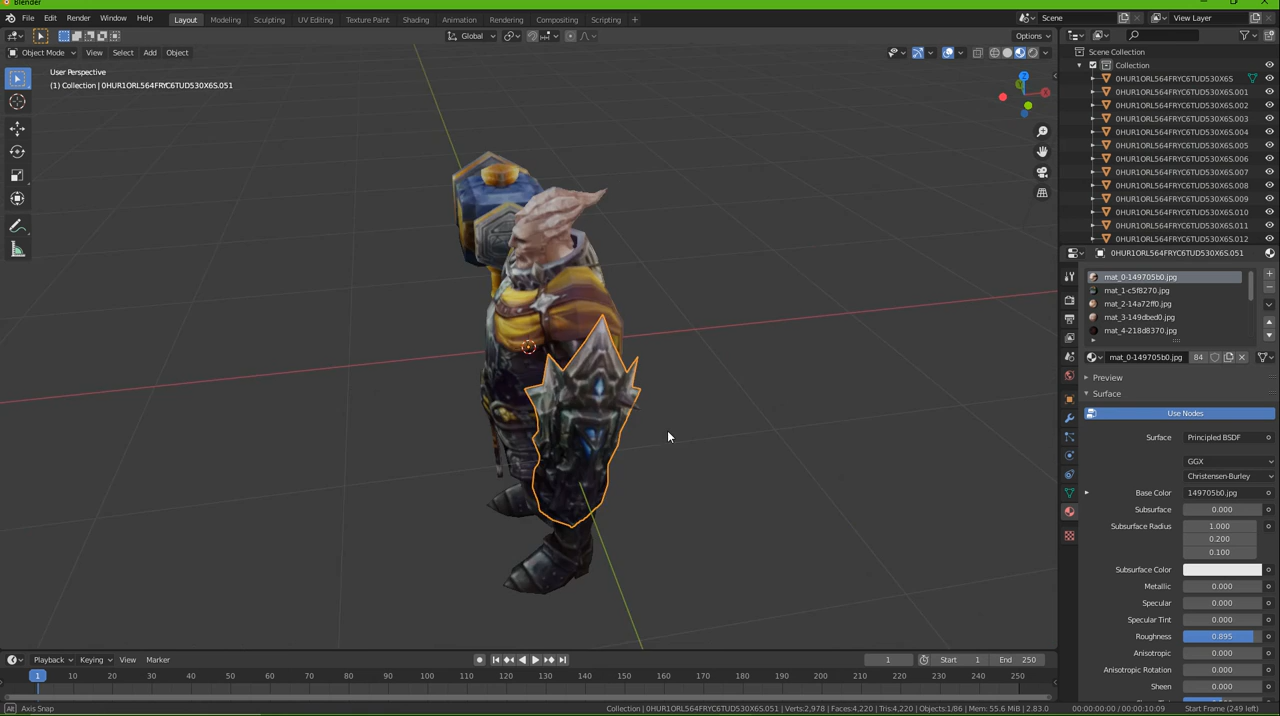 Blender
File Edit Render Window Help Layout Modeling Sculpting UV Editing Texture Paint Shading Animation Rendering Compositing Scripting + Scene View Layer
Global Options
Object Mode View Select Add Object
User Perspective
(1) Collection | 0HUR1ORL564FRYC6TUD530X6S.051
Z
X
Y
Scene Collection
Collection
0HUR1ORL564FRYC6TUD530X6S
0HUR1ORL564FRYC6TUD530X6S.001
0HUR1ORL564FRYC6TUD530X6S.002
0HUR1ORL564FRYC6TUD530X6S.003
0HUR1ORL564FRYC6TUD530X6S.004
0HUR1ORL564FRYC6TUD530X6S.005
0HUR1ORL564FRYC6TUD530X6S.006
0HUR1ORL564FRYC6TUD530X6S.007
0HUR1ORL564FRYC6TUD530X6S.008
0HUR1ORL564FRYC6TUD530X6S.009
0HUR1ORL564FRYC6TUD530X6S.010
0HUR1ORL564FRYC6TUD530X6S.011
0HUR1ORL564FRYC6TUD530X6S.012
0HUR1ORL564FRYC6TUD530X6S.051
mat_0-149705b0.jpg
mat_1-c5f8270.jpg
mat_2-14a72ff0.jpg
mat_3-149dbed0.jpg
mat_4-218d8370.jpg
mat_0-149705b0.jpg 84
Preview
Surface
Use Nodes
Surface Principled BSDF
GGX
Christensen-Burley
Base Color 149705b0.jpg
Subsurface 0.000
Subsurface Radius 1.000
0.200
0.100
Subsurface Color
Metallic 0.000
Specular 0.000
Specular Tint 0.000
Roughness 0.895
Anisotropic 0.000
Anisotropic Rotation 0.000
Sheen 0.000
Playback Keying View Marker 1 Start 1 End 250
1 10 20 30 40 50 60 70 80 90 100 110 120 130 140 150 160 170 180 190 200 210 220 230 240 250
Alt Axis Snap Collection | 0HUR1ORL564FRYC6TUD530X6S.051 | Verts:2,978 | Faces:4,220 | Tris:4,220 | Objects:1/86 | Mem: 55.6 MiB | 2.83.0 00:00:00:00 / 00:00:10:09 Start Frame (249 left)